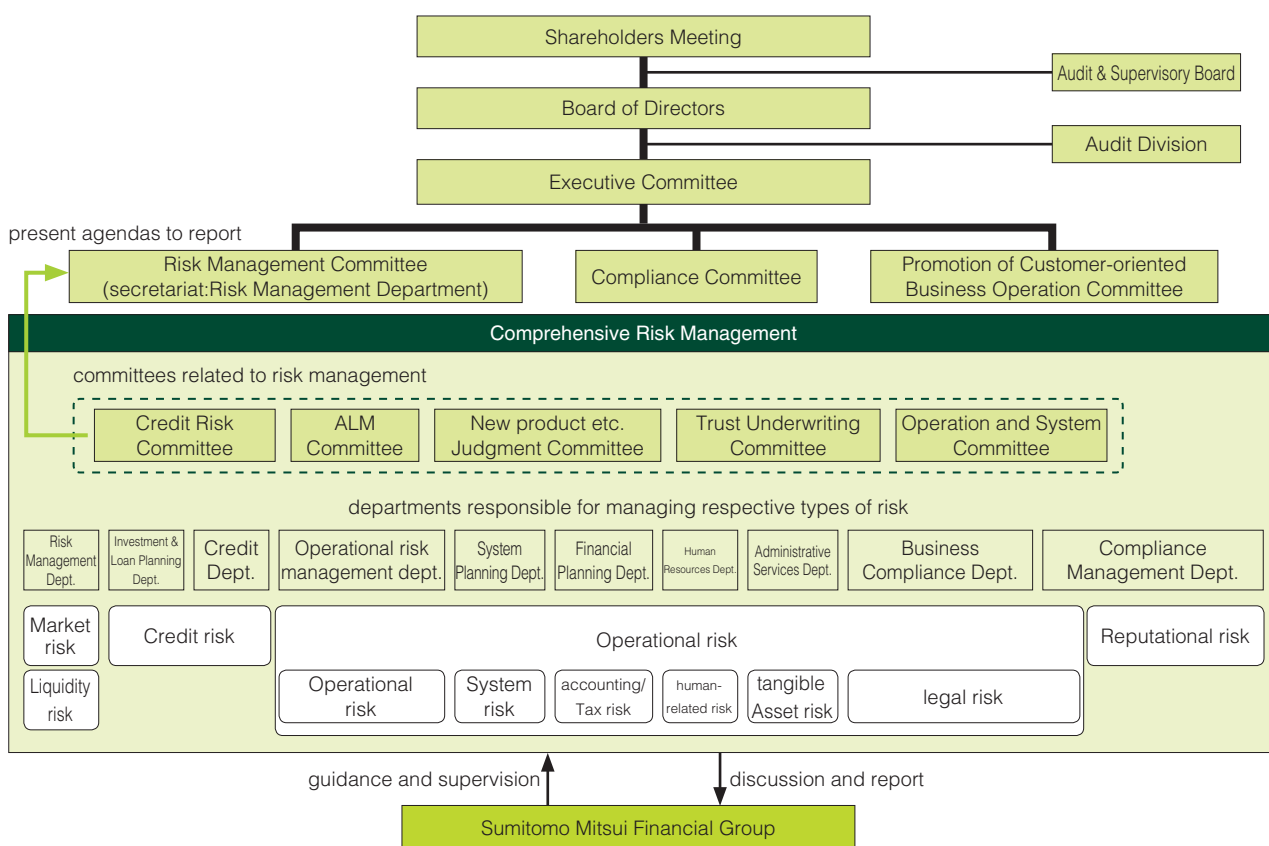 Shareholders Meeting
Audit & Supervisory Board
Board of Directors
Audit Division
Executive Committee
present agendas to report
Risk Management Committee
(secretariat:Risk Management Department)
Compliance Committee
Promotion of Customer-oriented
Business Operation Committee
Comprehensive Risk Management
committees related to risk management
Credit Risk
Committee
ALM
Committee
New product etc.
Judgment Committee
Trust Underwriting
Committee
Operation and System
Committee
departments responsible for managing respective types of risk
Risk
Management
Dept.
Investment &
Loan Planning
Dept.
Credit
Dept.
Operational risk
management dept.
System
Planning Dept.
Financial
Planning Dept.
Human
Resources Dept.
Administrative
Services Dept.
Business
Compliance Dept.
Compliance
Management Dept.
Market
risk
Credit risk
Operational risk
Reputational risk
Liquidity
risk
Operational
risk
System
risk
accounting/
Tax risk
human-
related risk
tangible
Asset risk
legal risk
guidance and supervision
discussion and report
Sumitomo Mitsui Financial Group